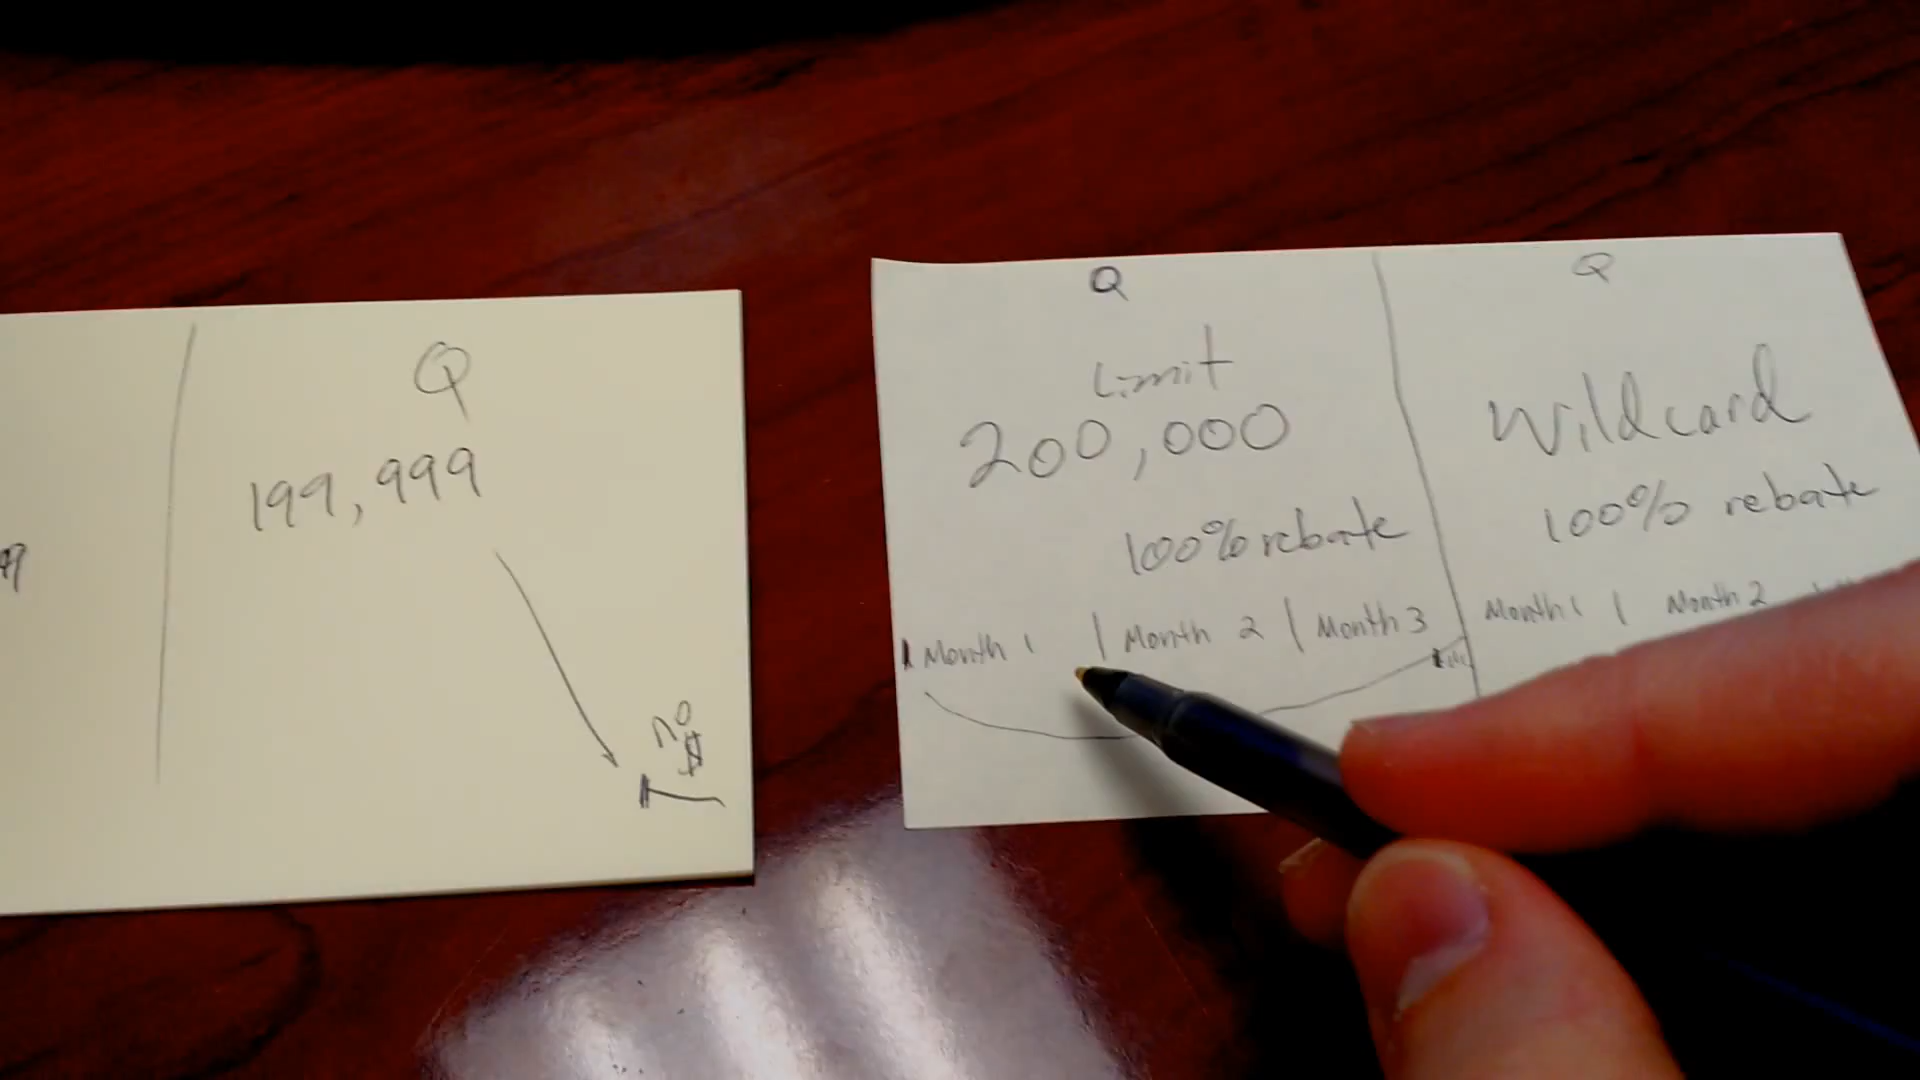 Q
199,999
no
$
Q
Limit
200,000
100% rebate
Month 1 | Month 2 | Month 3
Q
Wildcard
100% rebate
Month 1 | Month 2